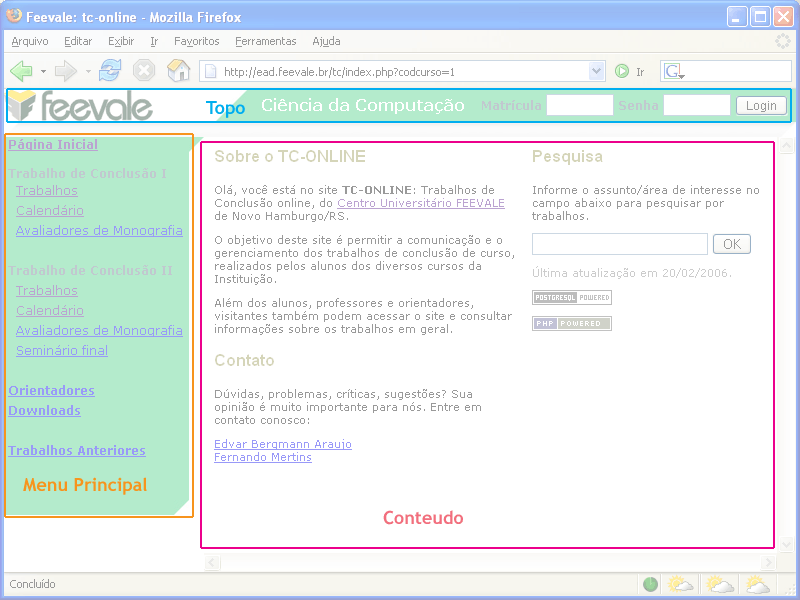 Feevale: tc-online - Mozilla Firefox
Arquivo Editar Exibir Ir Favoritos Ferramentas Ajuda
http://ead.feevale.br/tc/index.php?codcurso=1 Ir G
feevale Topo Ciência da Computação Matrícula Senha Login
Página Inicial
Trabalho de Conclusão I
Trabalhos
Calendário
Avaliadores de Monografia
Trabalho de Conclusão II
Trabalhos
Calendário
Avaliadores de Monografia
Seminário final
Orientadores
Downloads
Trabalhos Anteriores
Menu Principal
Sobre o TC-ONLINE
Olá, você está no site TC-ONLINE: Trabalhos de
Conclusão online, do Centro Universitário FEEVALE
de Novo Hamburgo/RS.
O objetivo deste site é permitir a comunicação e o
gerenciamento dos trabalhos de conclusão de curso,
realizados pelos alunos dos diversos cursos da
Instituição.
Além dos alunos, professores e orientadores,
visitantes também podem acessar o site e consultar
informações sobre os trabalhos em geral.
Contato
Dúvidas, problemas, críticas, sugestões? Sua
opinião é muito importante para nós. Entre em
contato conosco:
Edvar Bergmann Araujo
Fernando Mertins
Pesquisa
Informe o assunto/área de interesse no
campo abaixo para pesquisar por
trabalhos.
OK
Última atualização em 20/02/2006.
POSTGRESQL POWERED
PHP POWERED
Conteudo
Concluído